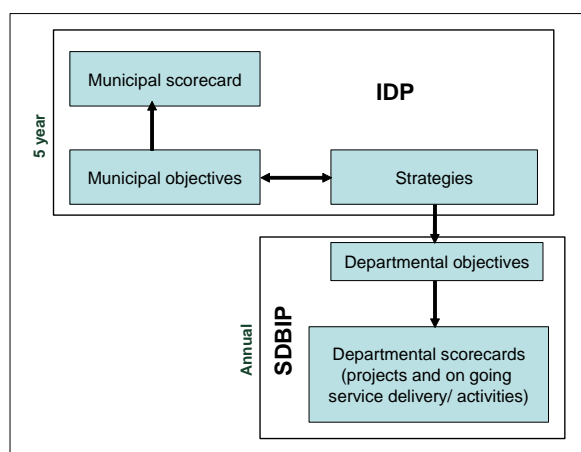 Municipal scorecard
IDP
5 year
Municipal objectives
Strategies
Departmental objectives
Annual
SDBIP
Departmental scorecards
(projects and on going
service delivery/ activities)